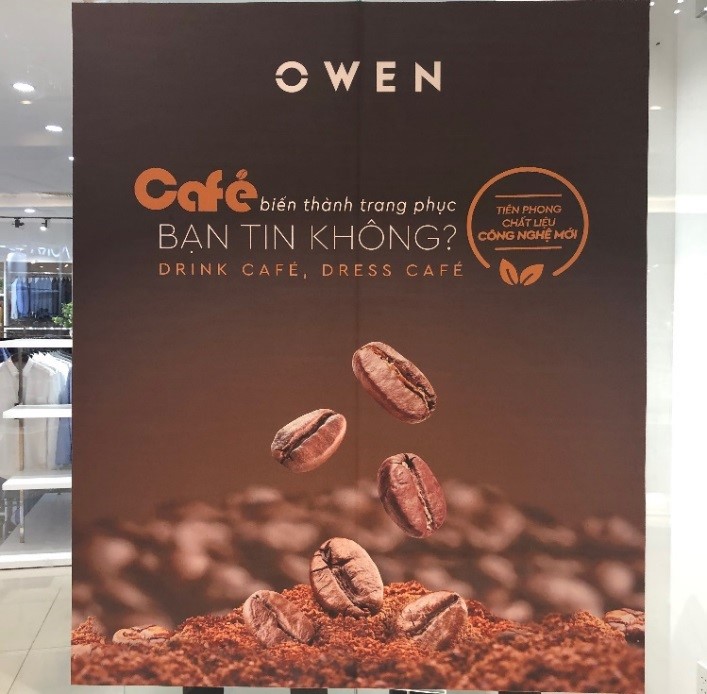 OWEN
Café biến thành trang phục
BẠN TIN KHÔNG?
DRINK CAFÉ, DRESS CAFÉ
TIÊN PHONG
CHẤT LIỆU
CÔNG NGHỆ MỚI